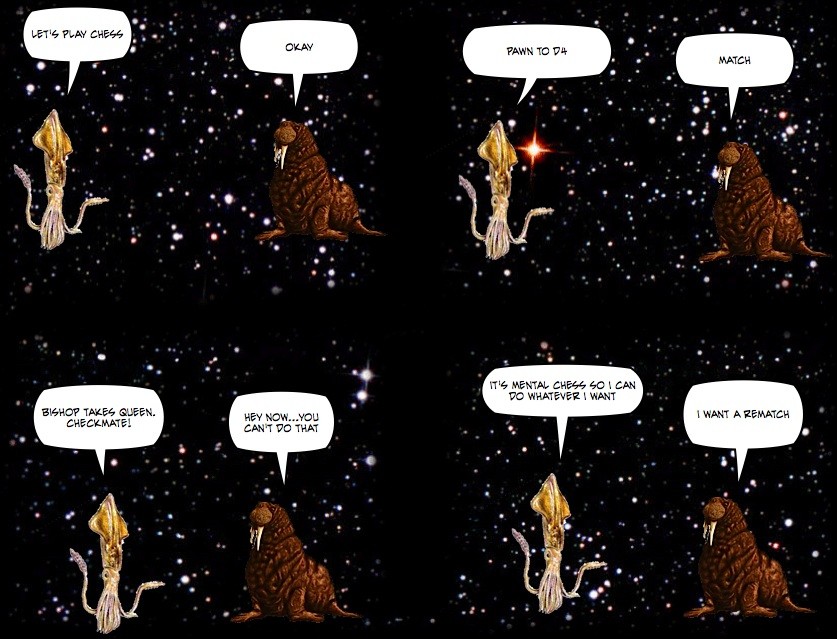 LET'S PLAY CHESS
OKAY
PAWN TO D4
MATCH
BISHOP TAKES QUEEN.
CHECKMATE!
HEY NOW...YOU
CAN'T DO THAT
IT'S MENTAL CHESS SO I CAN
DO WHATEVER I WANT
I WANT A REMATCH